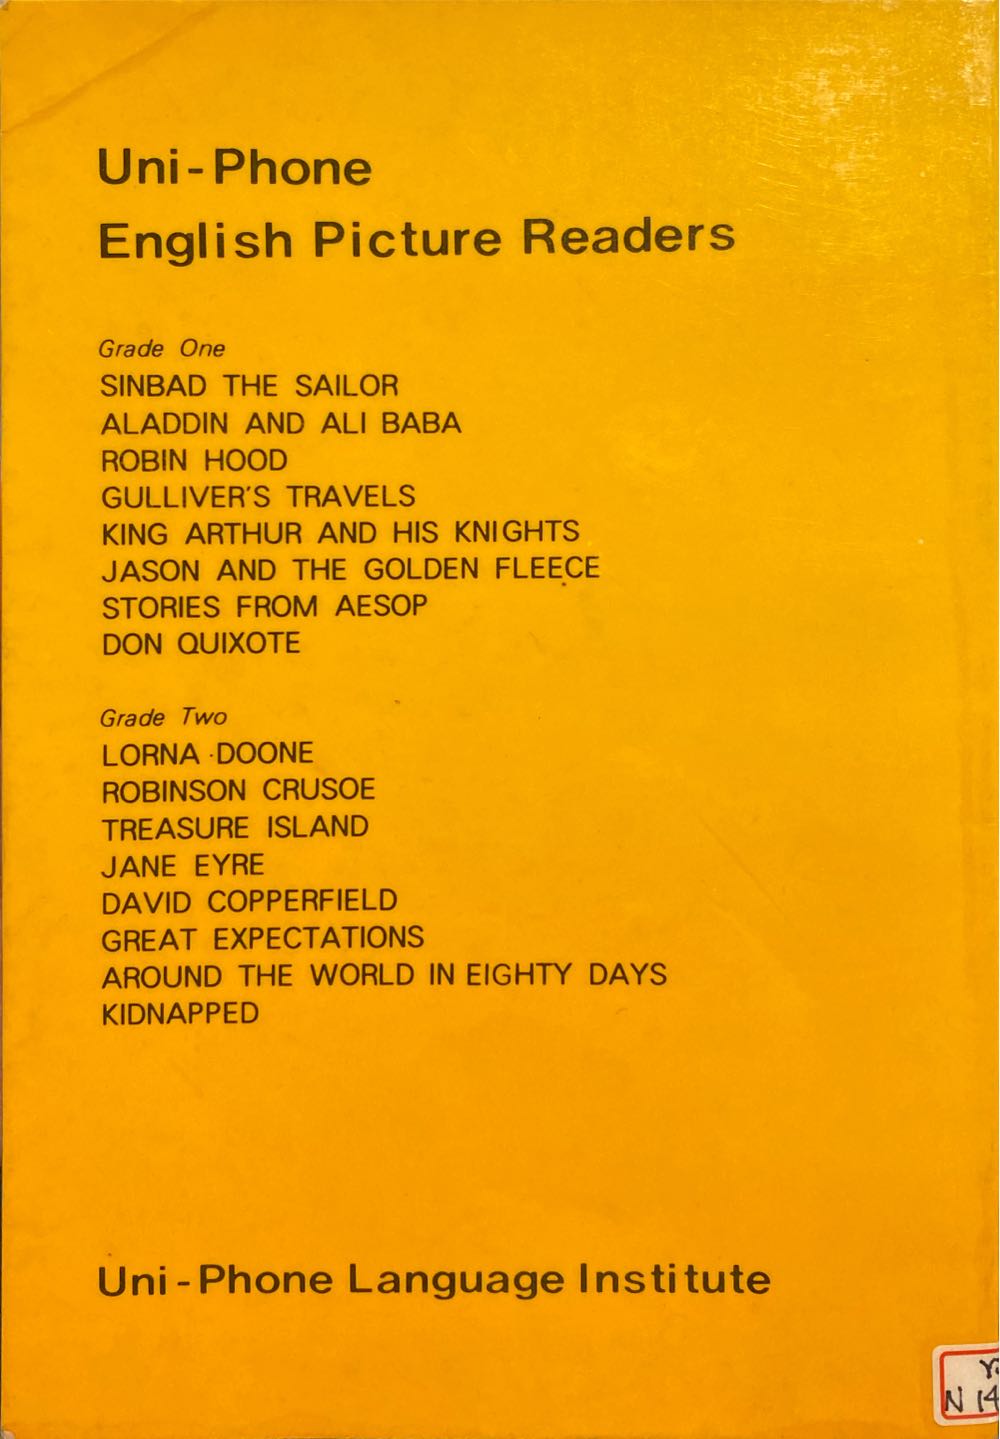 Uni-Phone
English Picture Readers
Grade One
SINBAD THE SAILOR
ALADDIN AND ALI BABA
ROBIN HOOD
GULLIVER'S TRAVELS
KING ARTHUR AND HIS KNIGHTS
JASON AND THE GOLDEN FLEECE
STORIES FROM AESOP
DON QUIXOTE
Grade Two
LORNA DOONE
ROBINSON CRUSOE
TREASURE ISLAND
JANE EYRE
DAVID COPPERFIELD
GREAT EXPECTATIONS
AROUND THE WORLD IN EIGHTY DAYS
KIDNAPPED
Uni-Phone Language Institute
N 14